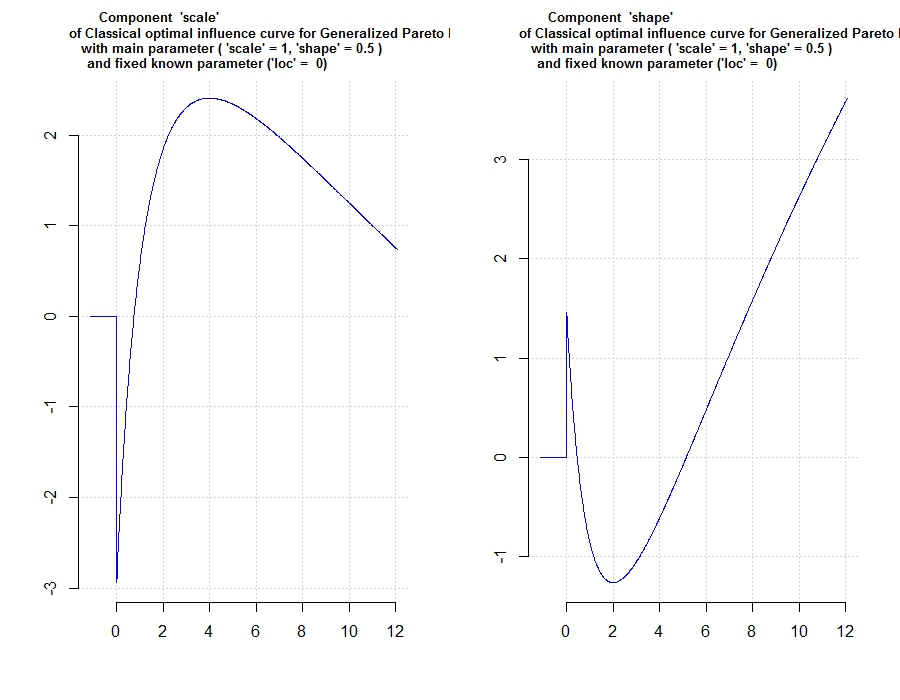 Component  'scale'
of Classical optimal influence curve for Generalized Pareto
with main parameter ( 'scale' = 1, 'shape' = 0.5 )
and fixed known parameter ('loc' =  0)
2
1
0
-1
-2
-3
0 2 4 6 8 10 12
Component  'shape'
of Classical optimal influence curve for Generalized Pareto
with main parameter ( 'scale' = 1, 'shape' = 0.5 )
and fixed known parameter ('loc' =  0)
3
2
1
0
-1
0 2 4 6 8 10 12